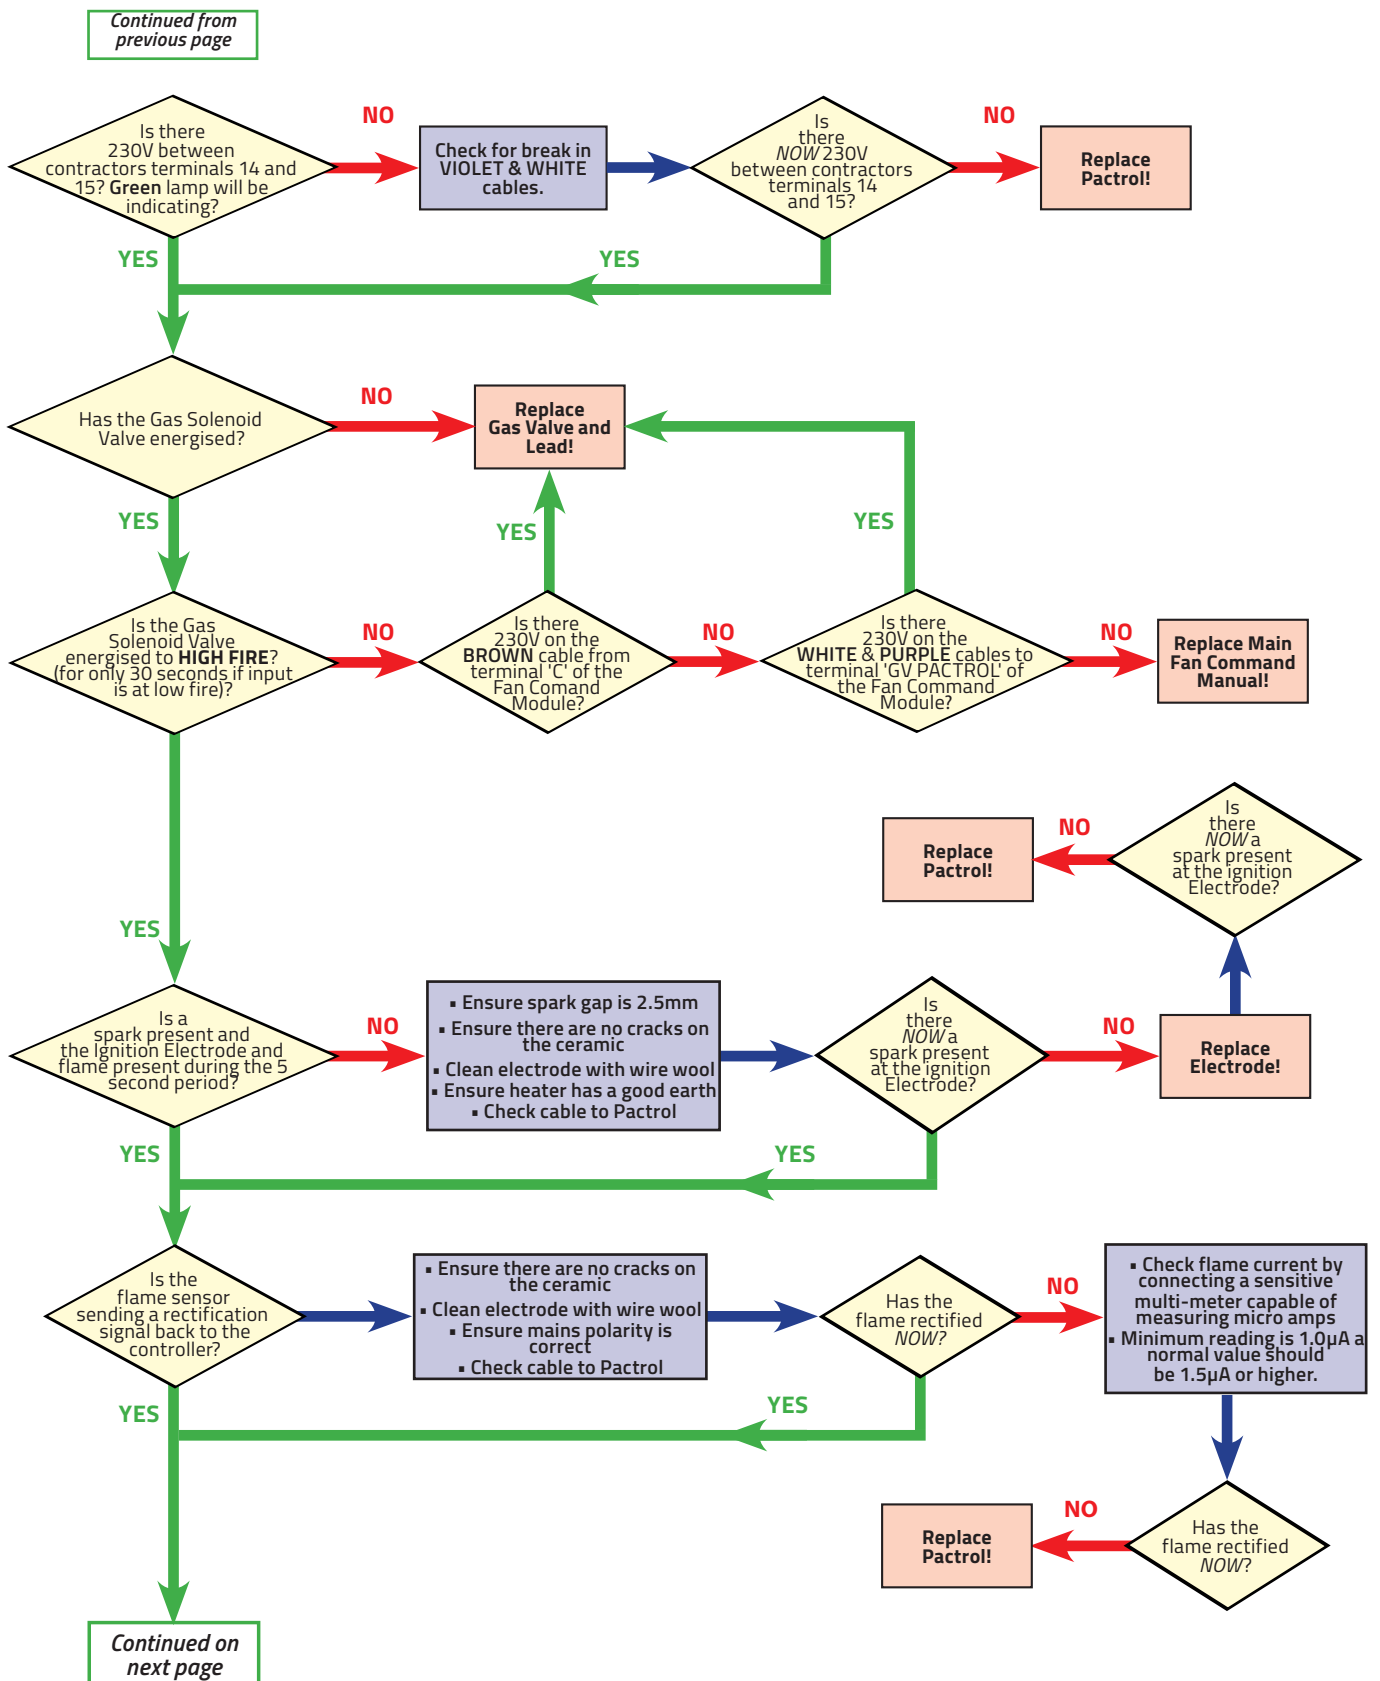 Continued from
previous page
Is there
230V between
contractors terminals 14 and
15? Green lamp will be
indicating?
NO
Check for break in
VIOLET & WHITE
cables.
Is
there
NOW 230V
between contractors
terminals 14
and 15?
NO
Replace
Pactrol!
YES
YES
Has the Gas Solenoid
Valve energised?
NO
Replace
Gas Valve and
Lead!
YES
YES
YES
Is the Gas
Solenoid Valve
energised to HIGH FIRE?
(for only 30 seconds if input
is at low fire)?
NO
Is there
230V on the
BROWN cable from
terminal 'C' of the
Fan Comand
Module?
NO
Is there
230V on the
WHITE & PURPLE cables to
terminal 'GV PACTROL' of
the Fan Command
Module?
NO
Replace Main
Fan Command
Manual!
YES
Is a
spark present and
the Ignition Electrode and
flame present during the 5
second period?
NO
▪ Ensure spark gap is 2.5mm
▪ Ensure there are no cracks on
the ceramic
▪ Clean electrode with wire wool
▪ Ensure heater has a good earth
▪ Check cable to Pactrol
Is
there
NOW a
spark present
at the ignition
Electrode?
NO
Replace
Electrode!
Is
there
NOW a
spark present
at the ignition
Electrode?
NO
Replace
Pactrol!
YES
YES
Is the
flame sensor
sending a rectification
signal back to the
controller?
▪ Ensure there are no cracks on
the ceramic
▪ Clean electrode with wire wool
▪ Ensure mains polarity is
correct
▪ Check cable to Pactrol
Has the
flame rectified
NOW?
NO
▪ Check flame current by
connecting a sensitive
multi-meter capable of
measuring micro amps
▪ Minimum reading is 1.0µA a
normal value should
be 1.5µA or higher.
YES
YES
Has the
flame rectified
NOW?
NO
Replace
Pactrol!
Continued on
next page